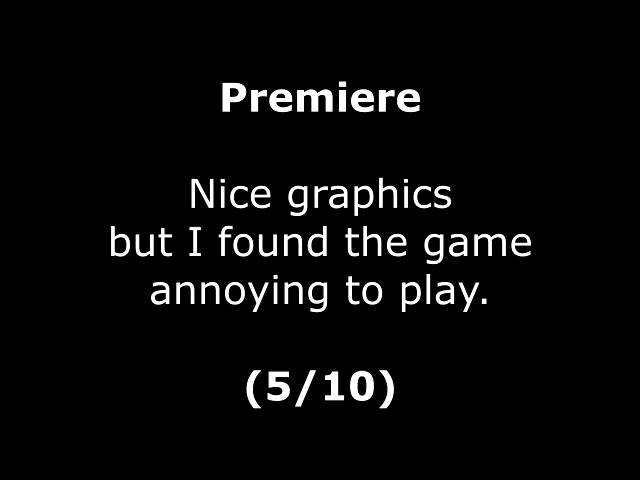 Premiere
Nice graphics
but I found the game
annoying to play.
(5/10)